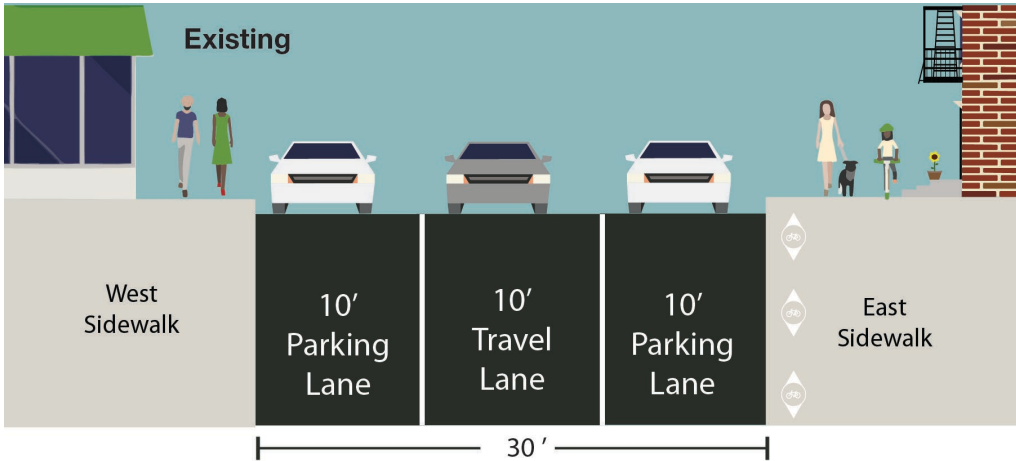 Existing
West
Sidewalk
10’
Parking
Lane
10’
Travel
Lane
10’
Parking
Lane
East
Sidewalk
30 ’